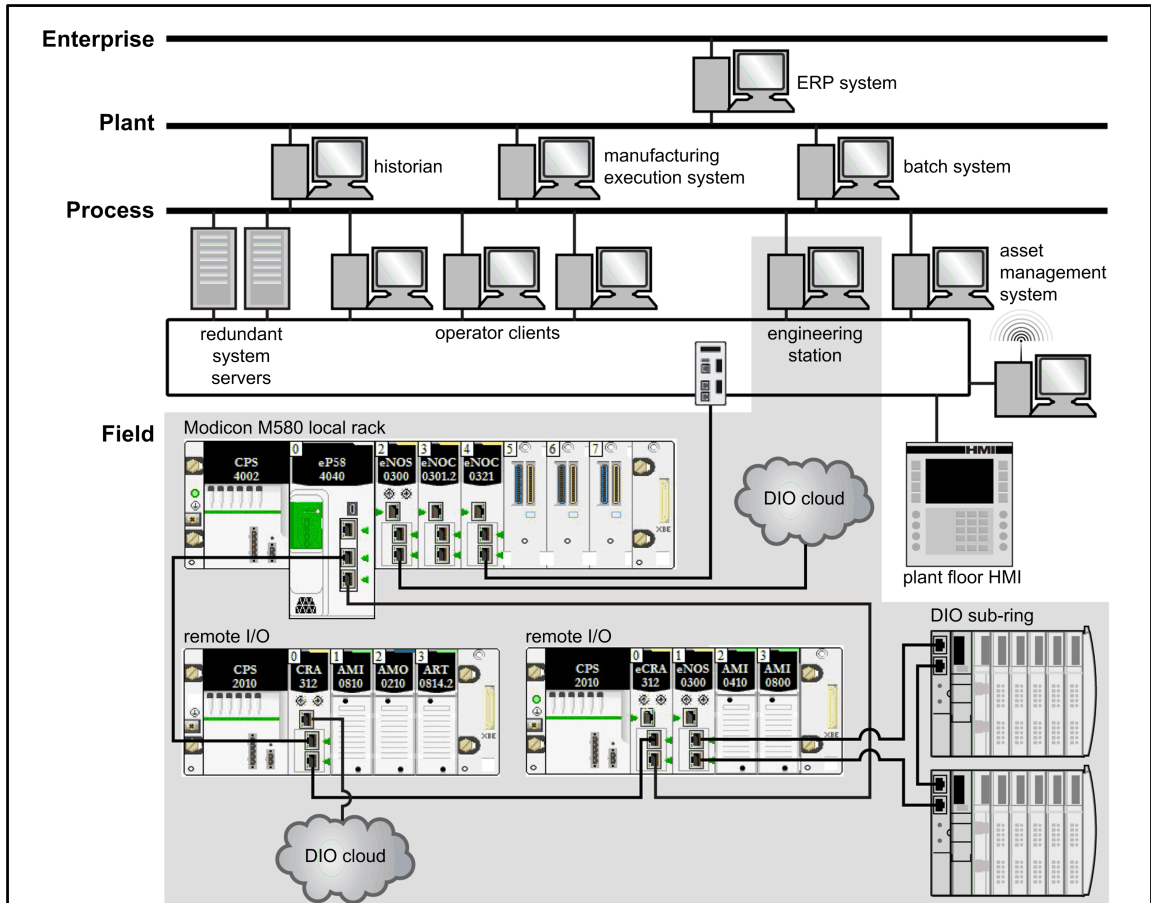 Enterprise
ERP system
Plant
historian
manufacturing
execution system
batch system
Process
asset
management
system
redundant
system
servers
operator clients
engineering
station
Field
Modicon M580 local rack
CPS
4002
0
eP58
4040
2
eNOS
0300
3
eNOC
0301.2
4
eNOC
0321
5
6
7
XBE
DIO cloud
HMI
plant floor HMI
remote I/O
CPS
2010
0
CRA
312
1
AMI
0810
2
AMO
0210
3
ART
0814.2
XBE
remote I/O
CPS
2010
0
eCRA
312
1
eNOS
0300
2
AMI
0410
3
AMI
0800
XBE
DIO sub-ring
DIO cloud